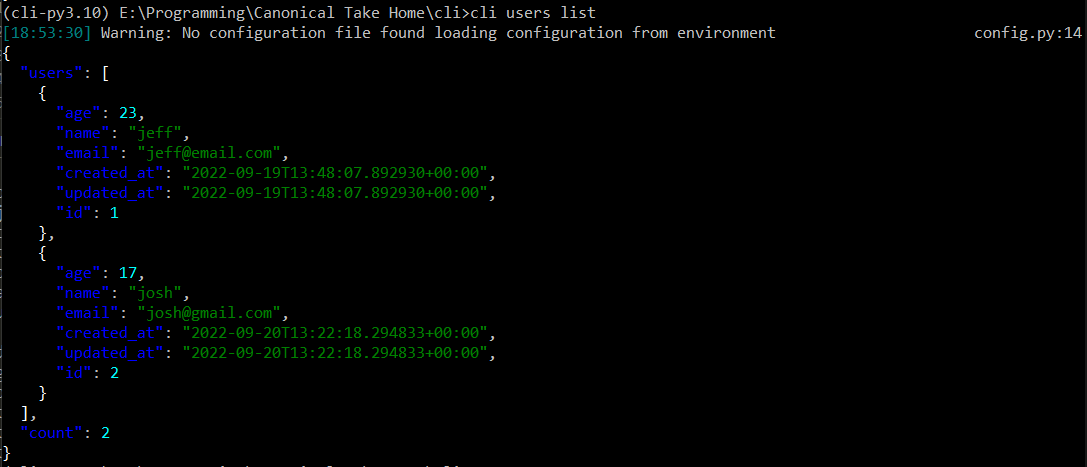 (cli-py3.10) E:\Programming\Canonical Take Home\cli>cli users list
[18:53:30] Warning: No configuration file found loading configuration from environment config.py:14
{
  "users": [
    {
      "age": 23,
      "name": "jeff",
      "email": "jeff@email.com",
      "created_at": "2022-09-19T13:48:07.892930+00:00",
      "updated_at": "2022-09-19T13:48:07.892930+00:00",
      "id": 1
    },
    {
      "age": 17,
      "name": "josh",
      "email": "josh@gmail.com",
      "created_at": "2022-09-20T13:22:18.294833+00:00",
      "updated_at": "2022-09-20T13:22:18.294833+00:00",
      "id": 2
    }
  ],
  "count": 2
}